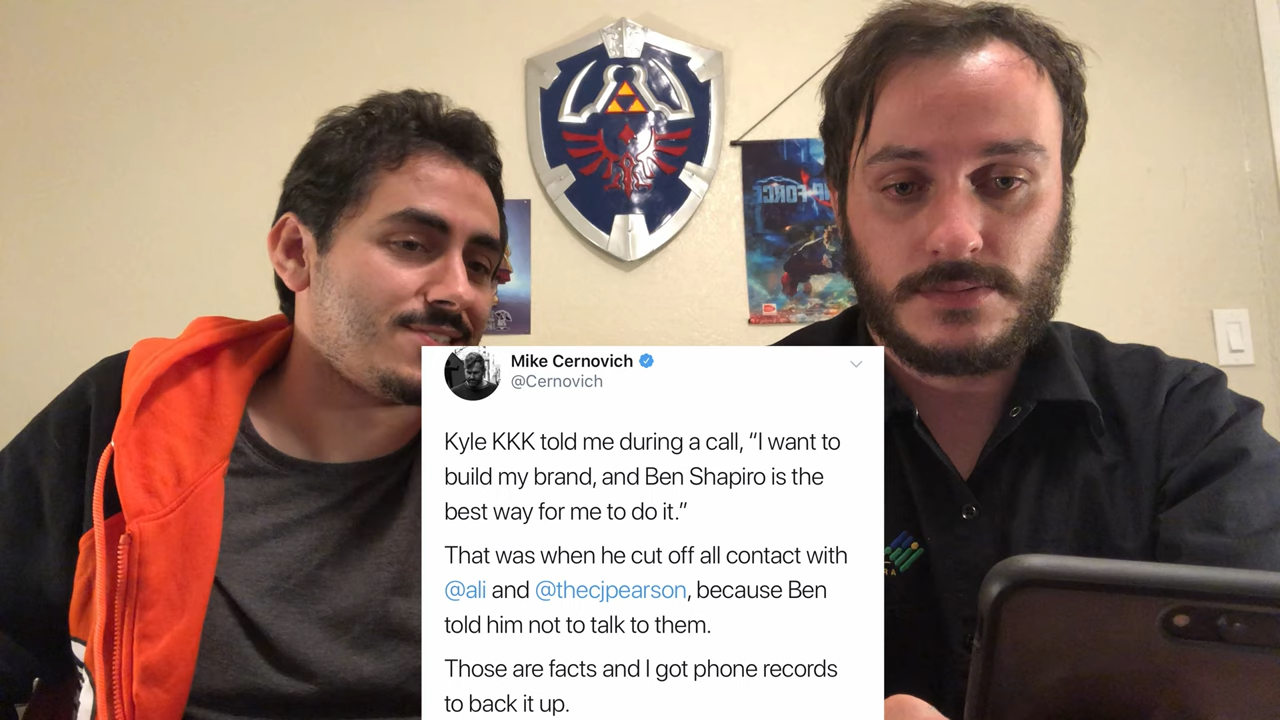 Mike Cernovich
@Cernovich
Kyle KKK told me during a call, “I want to
build my brand, and Ben Shapiro is the
best way for me to do it.”
That was when he cut off all contact with
@ali and @thecjpearson, because Ben
told him not to talk to them.
Those are facts and I got phone records
to back it up.
FORCE